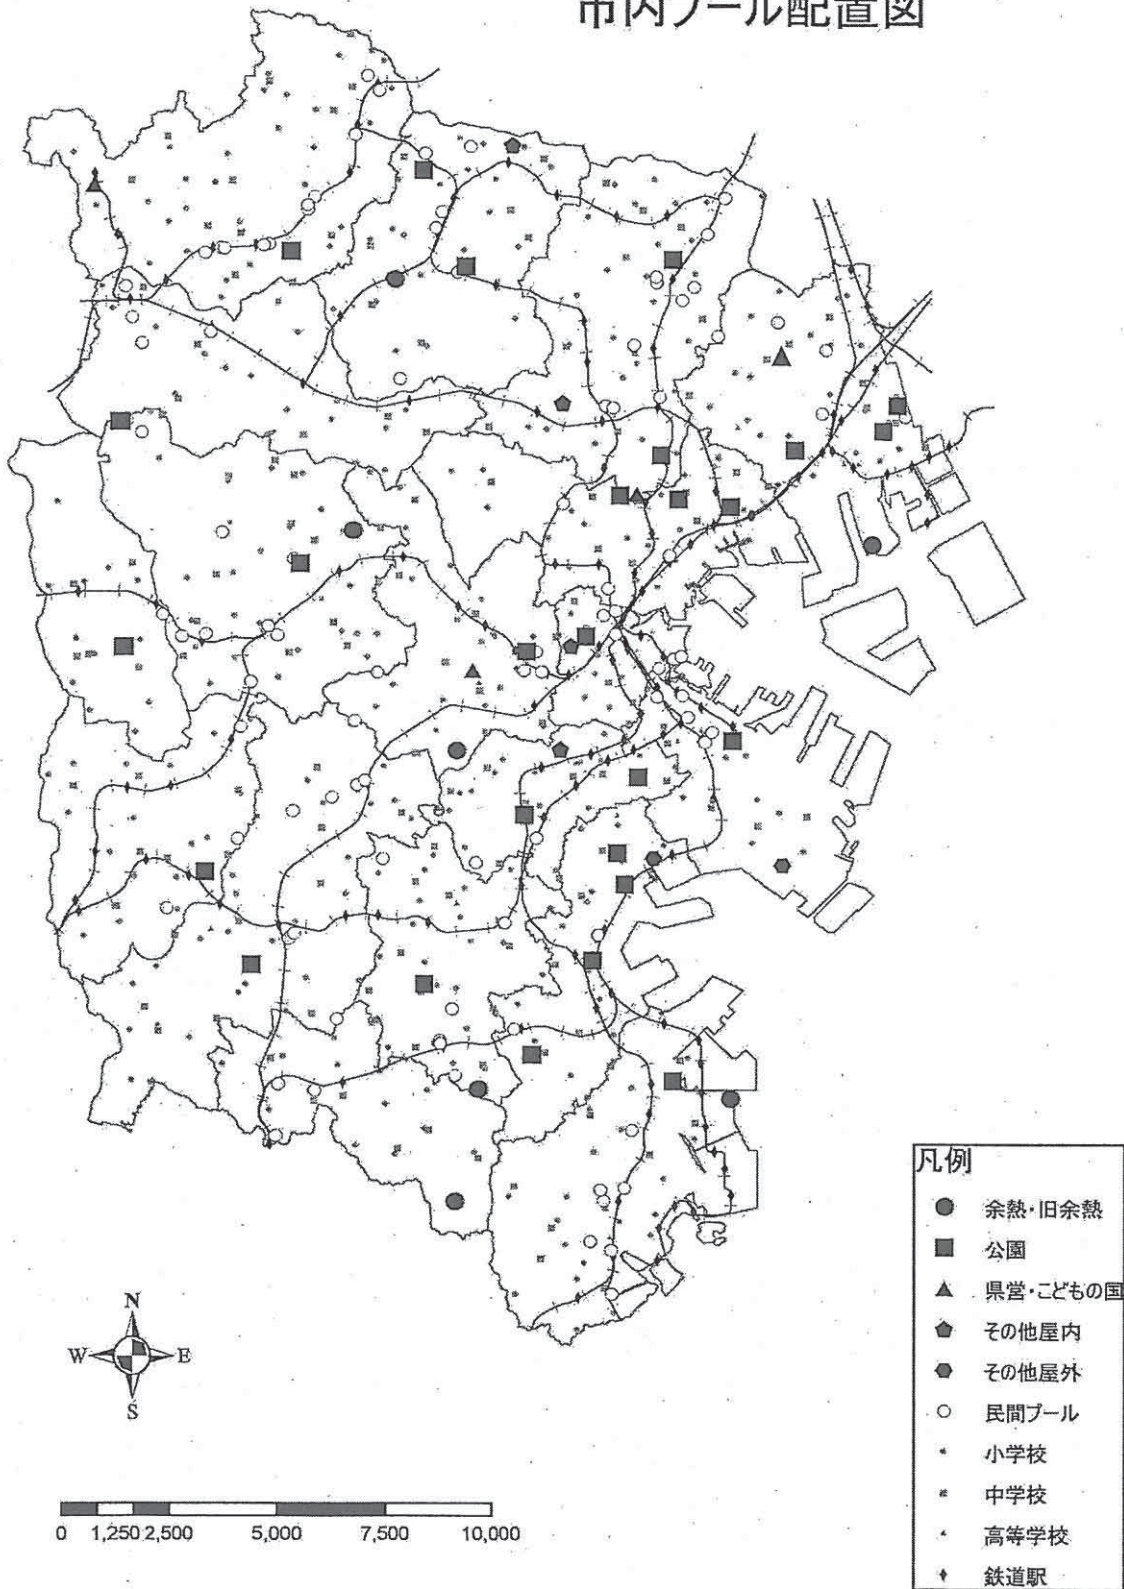 市内プール配置図
凡例
余熱・旧余熱
公園
県営・こどもの国
その他屋内
その他屋外
民間プール
小学校
中学校
高等学校
鉄道駅
N
W E
S
0 1,250 2,500 5,000 7,500 10,000